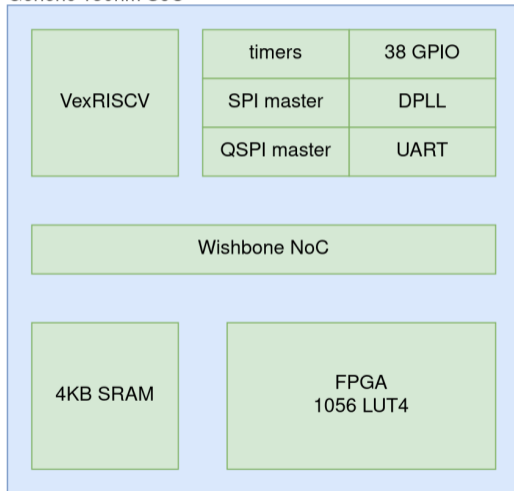 VexRISCV
timers
38 GPIO
SPI master
DPLL
QSPI master
UART
Wishbone NoC
4KB SRAM
FPGA
1056 LUT4